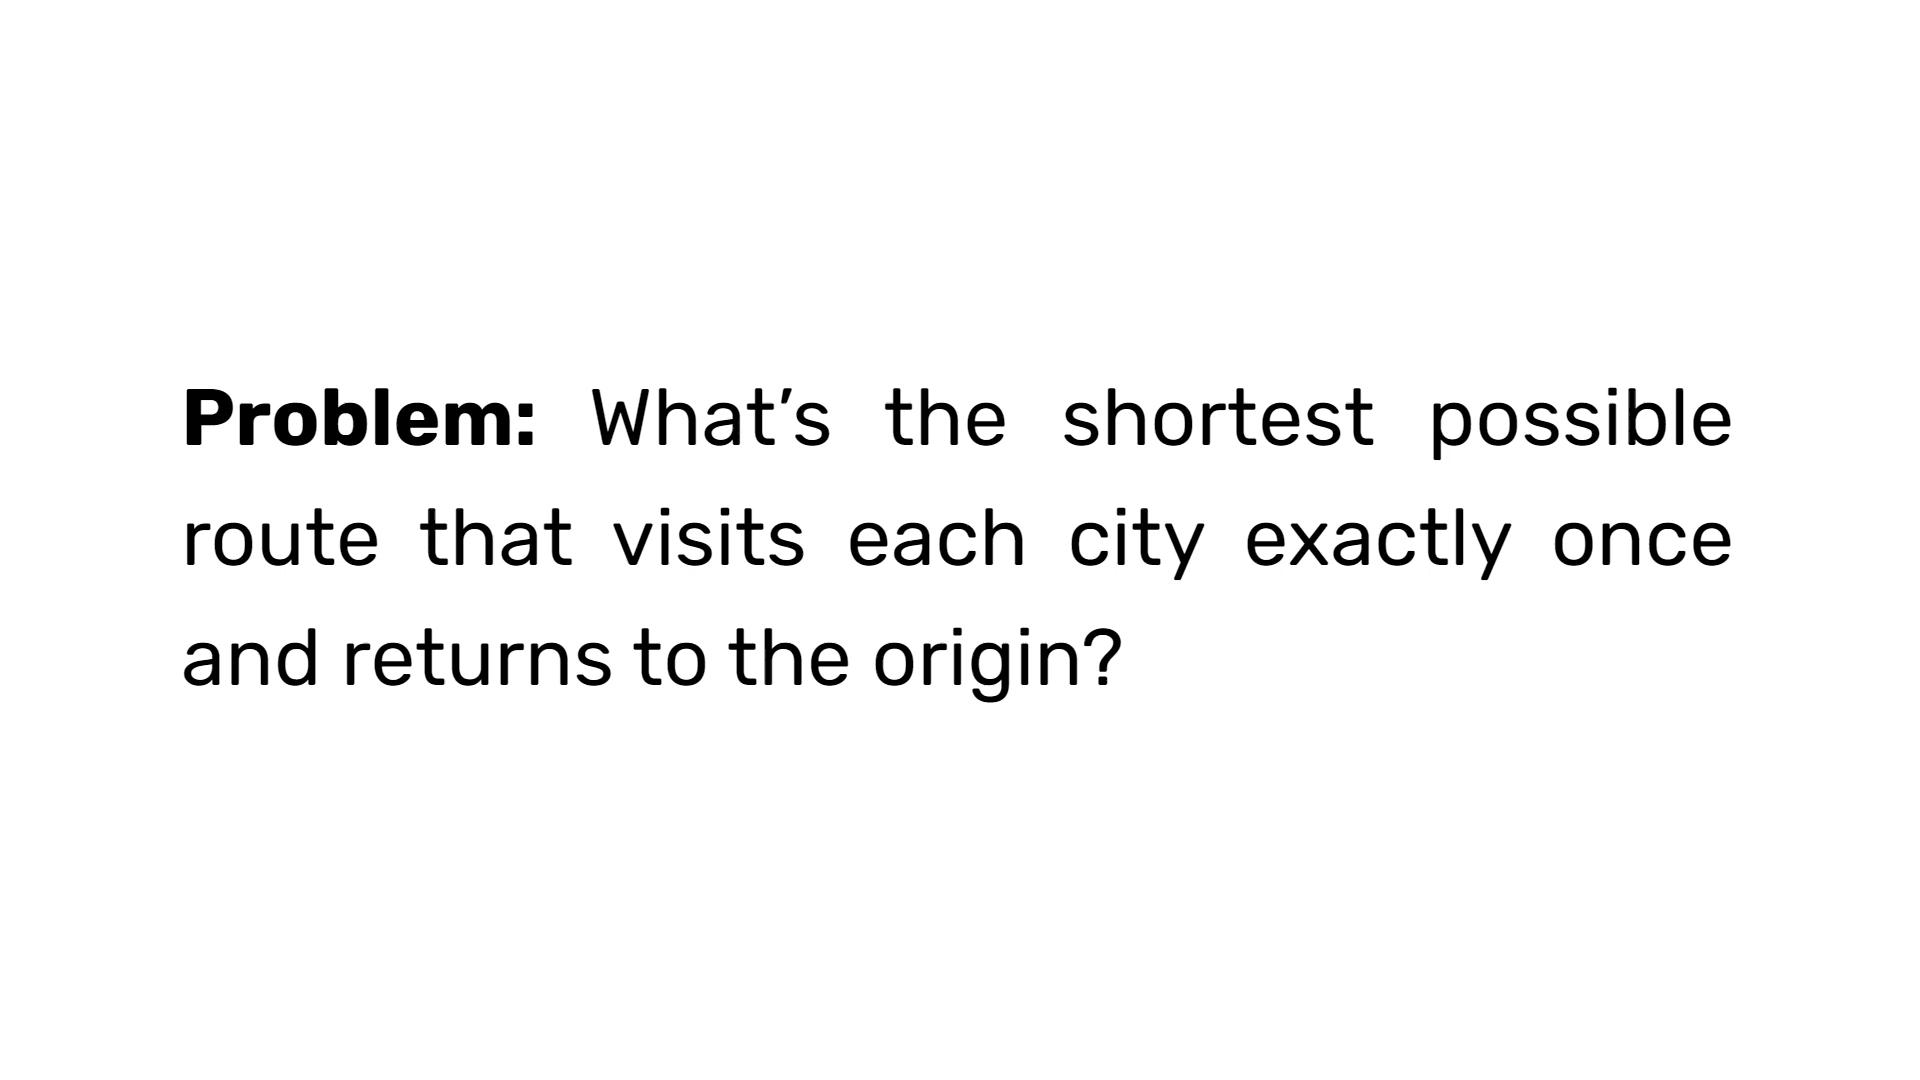 Problem: What’s the shortest possible
route that visits each city exactly once
and returns to the origin?